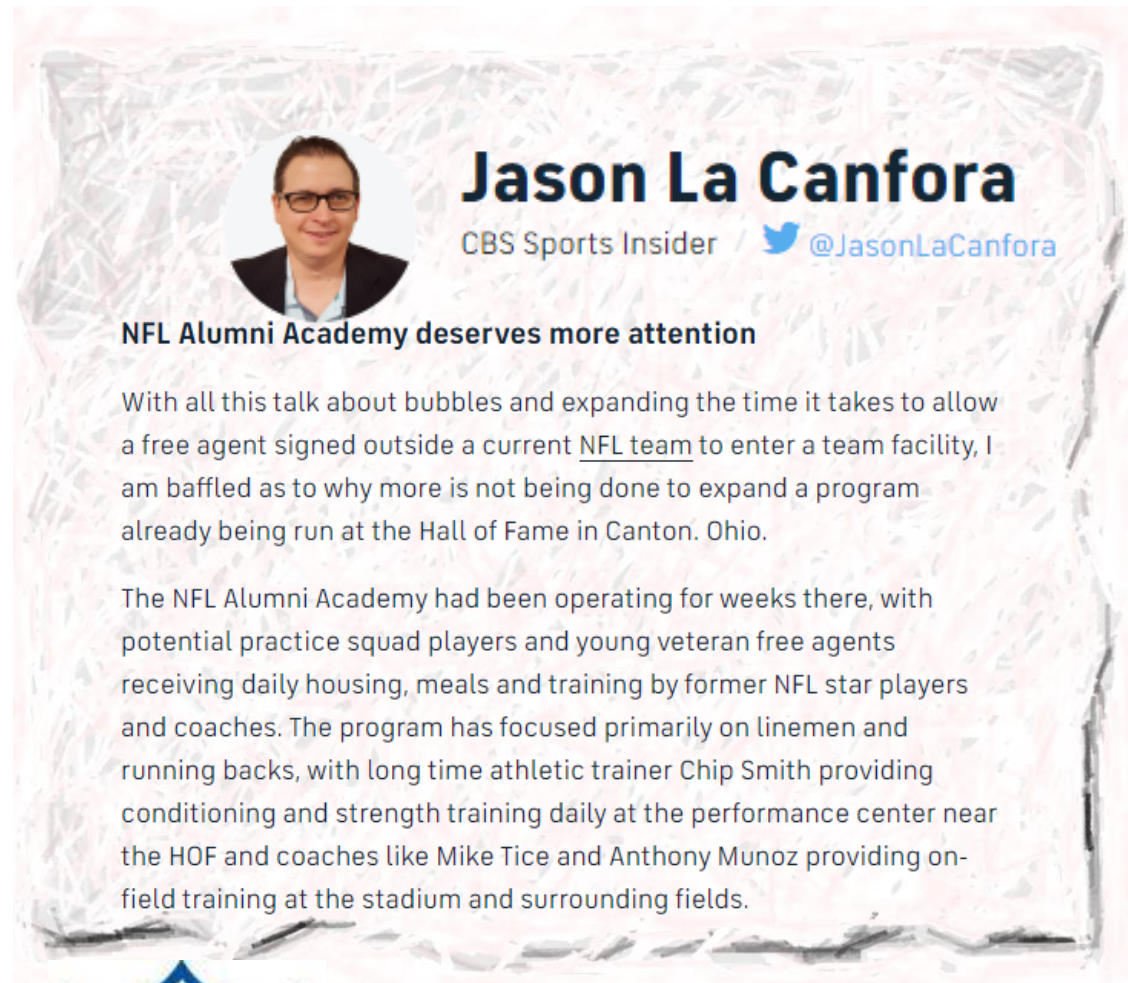 Jason La Canfora
CBS Sports Insider / @JasonLaCanfora
NFL Alumni Academy deserves more attention
With all this talk about bubbles and expanding the time it takes to allow
a free agent signed outside a current NFL team to enter a team facility, I
am baffled as to why more is not being done to expand a program
already being run at the Hall of Fame in Canton. Ohio.
The NFL Alumni Academy had been operating for weeks there, with
potential practice squad players and young veteran free agents
receiving daily housing, meals and training by former NFL star players
and coaches. The program has focused primarily on linemen and
running backs, with long time athletic trainer Chip Smith providing
conditioning and strength training daily at the performance center near
the HOF and coaches like Mike Tice and Anthony Munoz providing on-
field training at the stadium and surrounding fields.